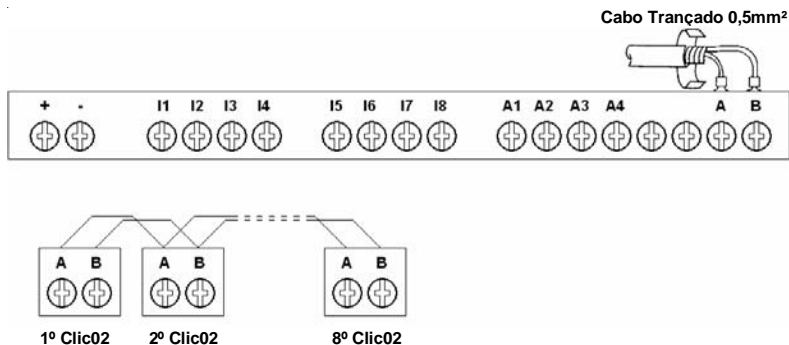 Cabo Trançado 0,5mm²
+ - I1 I2 I3 I4 I5 I6 I7 I8 A1 A2 A3 A4 A B
A B A B A B
1º Clic02 2º Clic02 8º Clic02